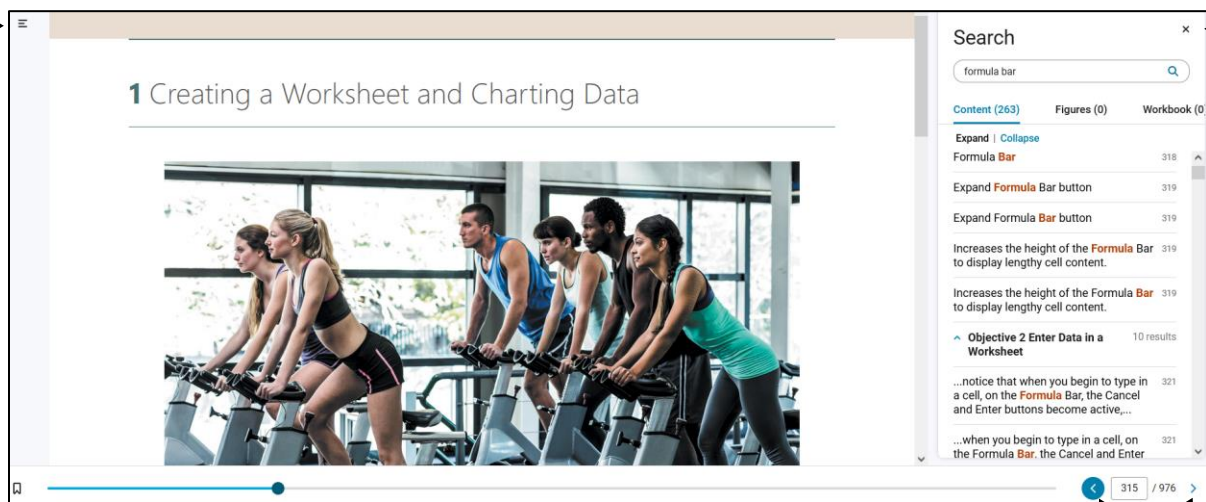 1 Creating a Worksheet and Charting Data
Search
formula bar
Content (263) Figures (0) Workbook (0
Expand | Collapse
Formula Bar 318
Expand Formula Bar button 319
Expand Formula Bar button 319
Increases the height of the Formula Bar 319
to display lengthy cell content.
Increases the height of the Formula Bar 319
to display lengthy cell content.
Objective 2 Enter Data in a 10 results
Worksheet
...notice that when you begin to type in 321
a cell, on the Formula Bar, the Cancel
and Enter buttons become active,...
...when you begin to type in a cell, on 321
the Formula Bar, the Cancel and Enter
315 / 976